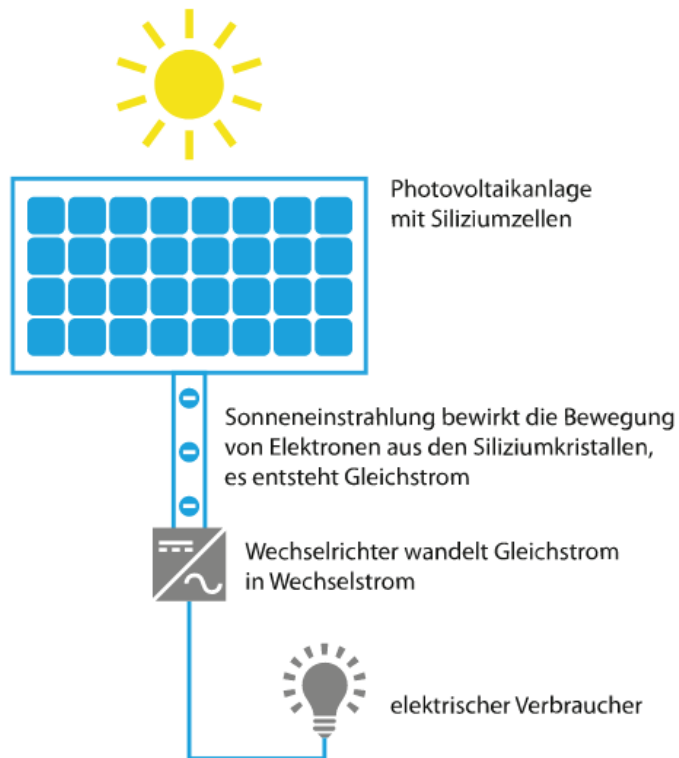 Photovoltaikanlage
mit Siliziumzellen
Sonneneinstrahlung bewirkt die Bewegung
von Elektronen aus den Siliziumkristallen,
es entsteht Gleichstrom
Wechselrichter wandelt Gleichstrom
in Wechselstrom
elektrischer Verbraucher